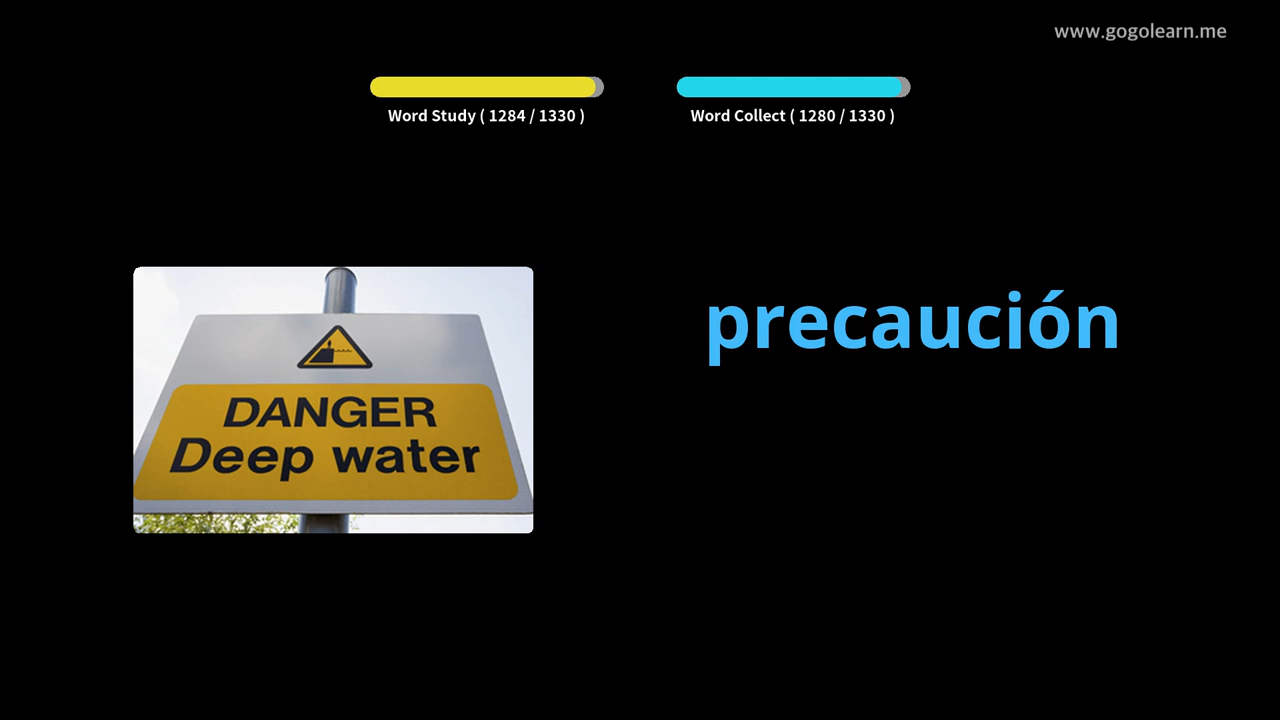 www.gogolearn.me
Word Study ( 1284 / 1330 )
Word Collect ( 1280 / 1330 )
precaución
DANGER
Deep water